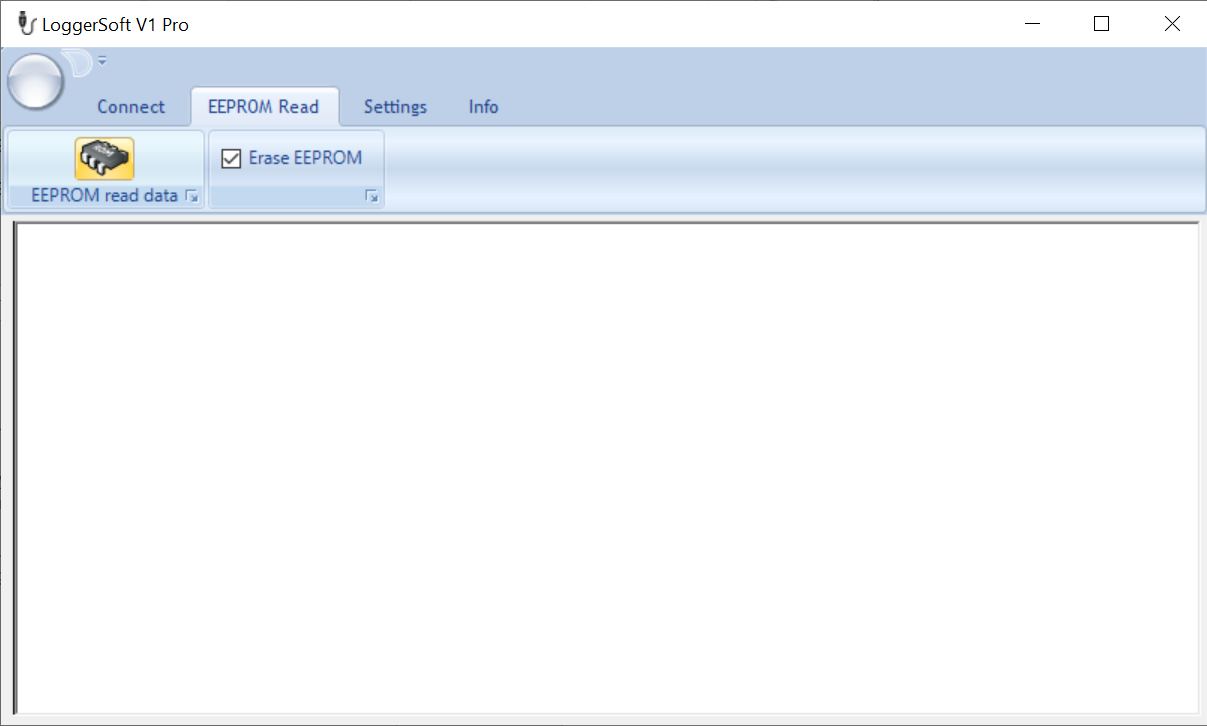 LoggerSoft V1 Pro
Connect
EEPROM Read
Settings
Info
Erase EEPROM
EEPROM read data